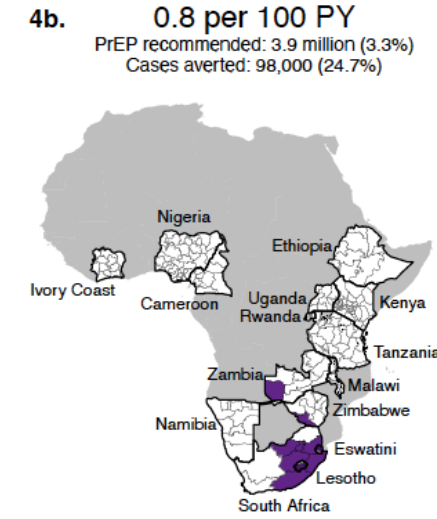 4b.
0.8 per 100 PY
PrEP recommended: 3.9 million (3.3%)
Cases averted: 98,000 (24.7%)
Nigeria
Ethiopia
Ivory Coast
Cameroon
Uganda
Kenya
Rwanda
Tanzania
Zambia
Malawi
Zimbabwe
Namibia
Eswatini
Lesotho
South Africa